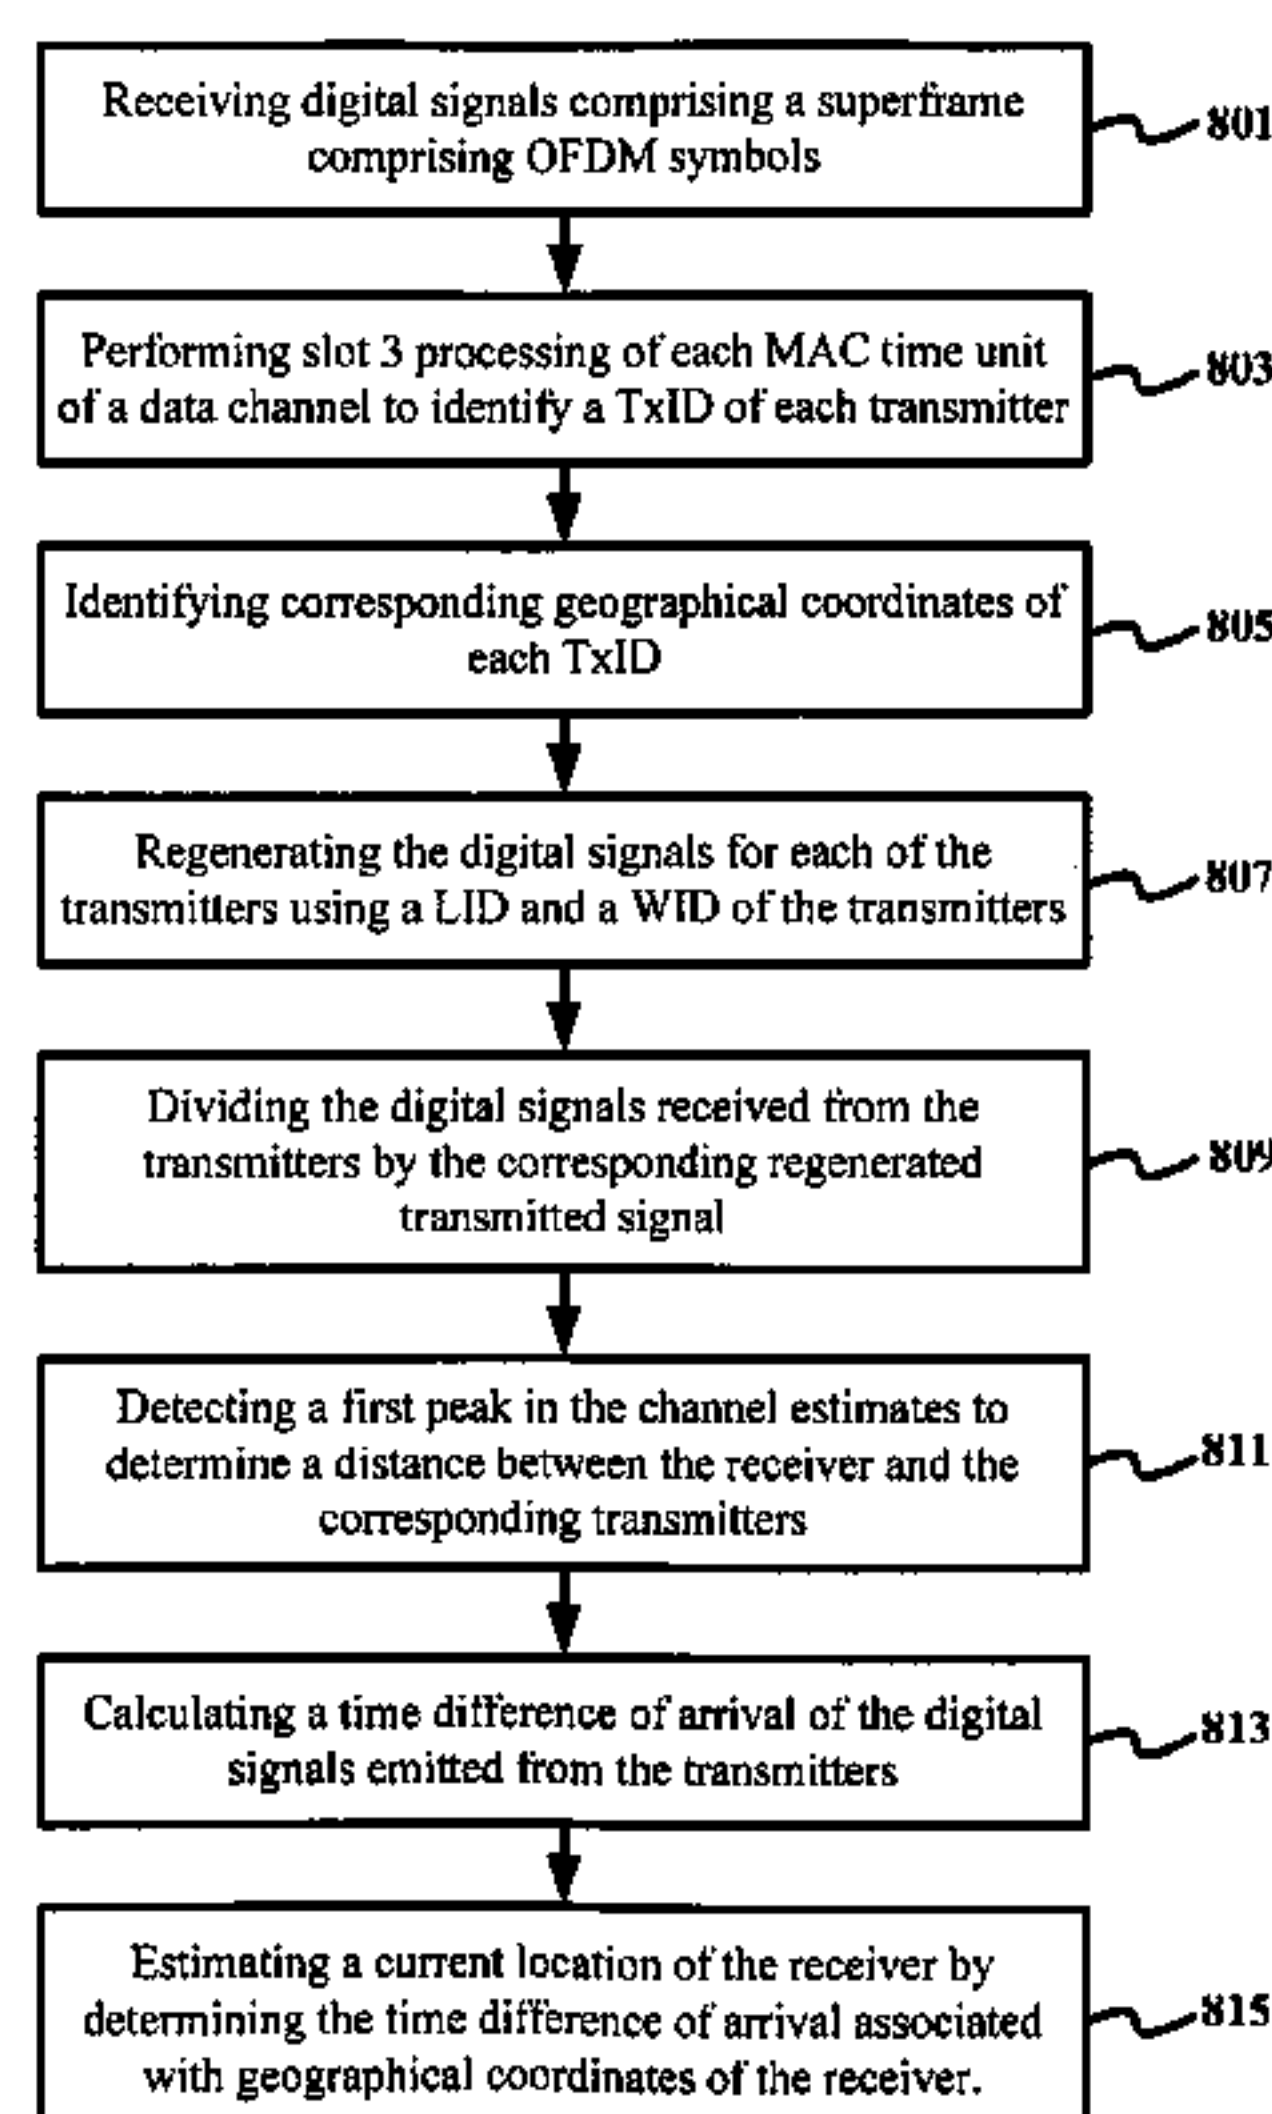 Receiving digital signals comprising a superframe
comprising OFDM symbols
801
Performing slot 3 processing of each MAC time unit
of a data channel to identify a TxID of each transmitter
803
Identifying corresponding geographical coordinates of
each TxID
805
Regenerating the digital signals for each of the
transmitters using a LID and a WID of the transmitters
807
Dividing the digital signals received from the
transmitters by the corresponding regenerated
transmitted signal
809
Detecting a first peak in the channel estimates to
determine a distance between the receiver and the
corresponding transmitters
811
Calculating a time difference of arrival of the digital
signals emitted from the transmitters
813
Estimating a current location of the receiver by
determining the time difference of arrival associated
with geographical coordinates of the receiver.
815